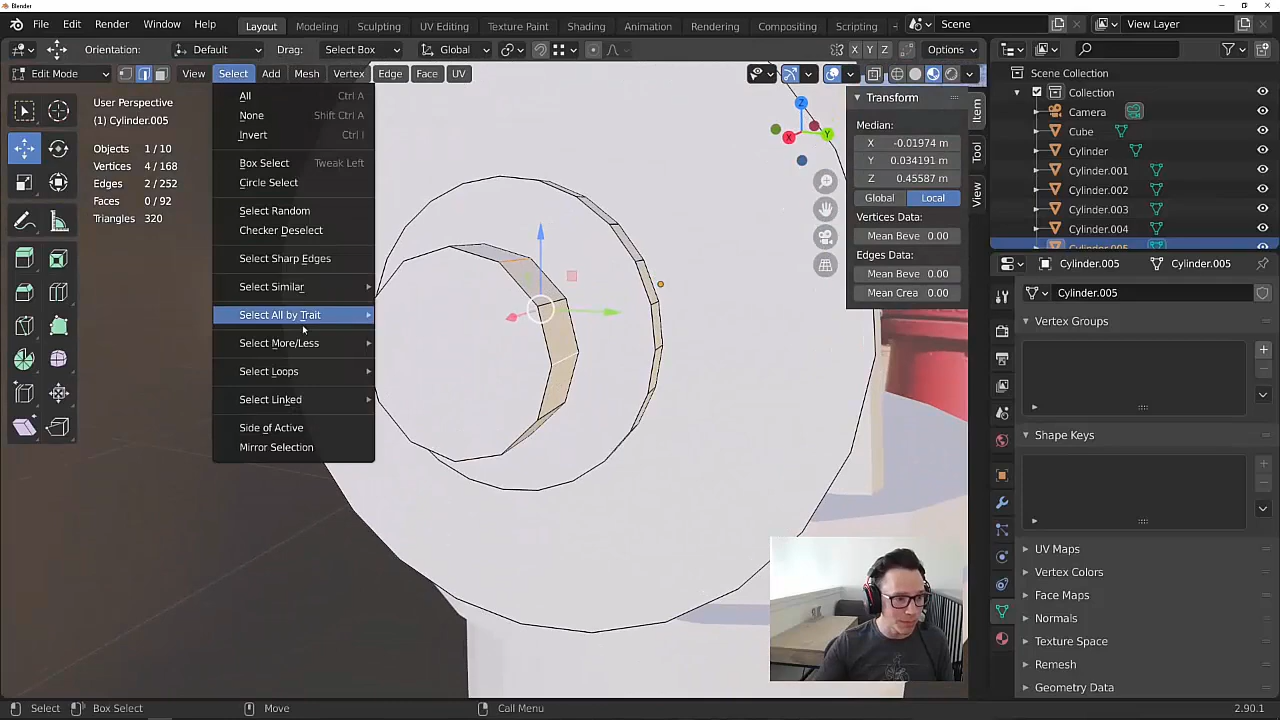 Blender
File Edit Render Window Help Layout Modeling Sculpting UV Editing Texture Paint Shading Animation Rendering Compositing Scripting Scene View Layer
Orientation: Default Drag: Select Box Global X Y Z Options
Edit Mode View Select Add Mesh Vertex Edge Face UV
User Perspective
(1) Cylinder.005
Objects 1 / 10
Vertices 4 / 168
Edges 2 / 252
Faces 0 / 92
Triangles 320
All Ctrl A
None Shift Ctrl A
Invert Ctrl I
Box Select Tweak Left
Circle Select
Select Random
Checker Deselect
Select Sharp Edges
Select Similar
Select All by Trait
Select More/Less
Select Loops
Select Linked
Side of Active
Mirror Selection
Z
Y
X
Transform
Median:
X -0.01974 m
Y 0.034191 m
Z 0.45587 m
Global Local
Vertices Data:
Mean Beve 0.00
Edges Data:
Mean Beve 0.00
Mean Crea 0.00
Item
Tool
View
Scene Collection
Collection
Camera
Cube
Cylinder
Cylinder.001
Cylinder.002
Cylinder.003
Cylinder.004
Cylinder.005
Cylinder.005 Cylinder.005
Cylinder.005
Vertex Groups
Shape Keys
UV Maps
Vertex Colors
Face Maps
Normals
Texture Space
Remesh
Geometry Data
Select Box Select Move Call Menu 2.90.1